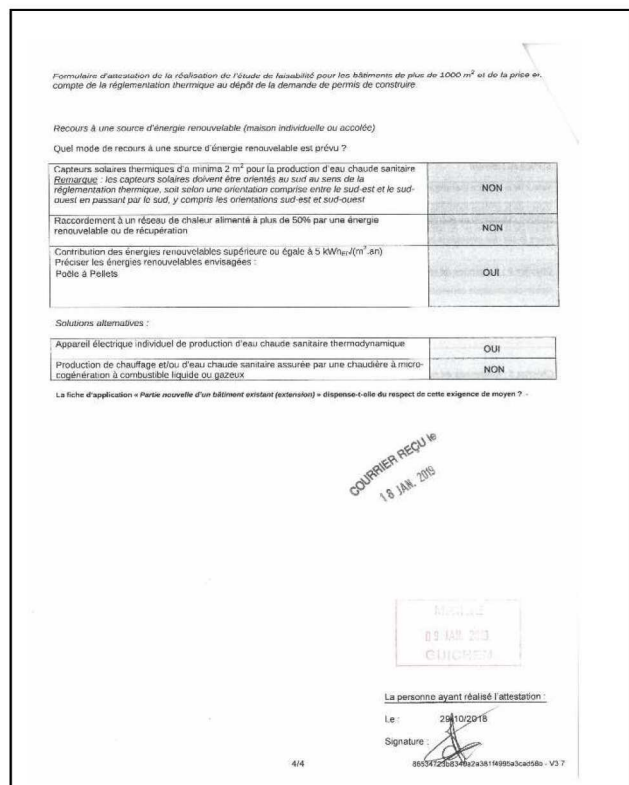 Formulaire d'attestation de la réalisation de l'étude de faisabilité pour les bâtiments de plus de 1000 m² et de la prise en
compte de la réglementation thermique au dépôt de la demande de permis de construire
Recours à une source d'énergie renouvelable (maison individuelle ou accolée)
Quel mode de recours à une source d'énergie renouvelable est prévu ?
Capteurs solaires thermiques d'a minima 2 m² pour la production d'eau chaude sanitaire
Remarque : les capteurs solaires doivent être orientés au sud au sens de la
réglementation thermique, soit selon une orientation comprise entre le sud-est et le sud-
ouest en passant par le sud, y compris les orientations sud-est et sud-ouest
NON
Raccordement à un réseau de chaleur alimenté à plus de 50% par une énergie
renouvelable ou de récupération
NON
Contribution des énergies renouvelables supérieure ou égale à 5 kWhEP/(m².an)
Préciser les énergies renouvelables envisagées :
Poêle à Pellets
OUI
Solutions alternatives :
Appareil électrique individuel de production d'eau chaude sanitaire thermodynamique
OUI
Production de chauffage et/ou d'eau chaude sanitaire assurée par une chaudière à micro-
cogénération à combustible liquide ou gazeux
NON
La fiche d'application « Partie nouvelle d'un bâtiment existant (extension) » dispense-t-elle du respect de cette exigence de moyen ? -
COURRIER REÇU le
18 JAN. 2019
GUICHEN
La personne ayant réalisé l'attestation :
Le : 29/10/2018
Signature :
4/4
- V3 7